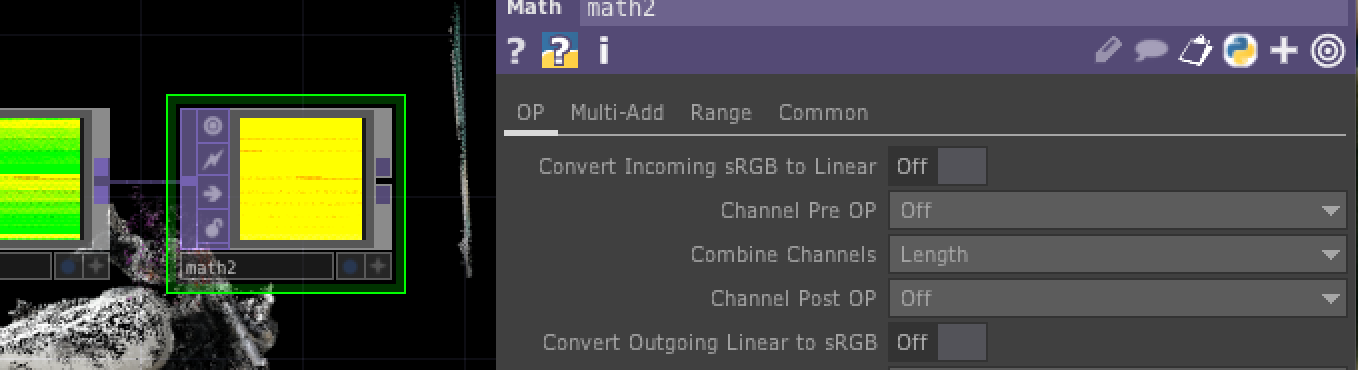 Math math2
? ? i
OP Multi-Add Range Common
Convert Incoming sRGB to Linear Off
Channel Pre OP Off
Combine Channels Length
Channel Post OP Off
Convert Outgoing Linear to sRGB Off
math2